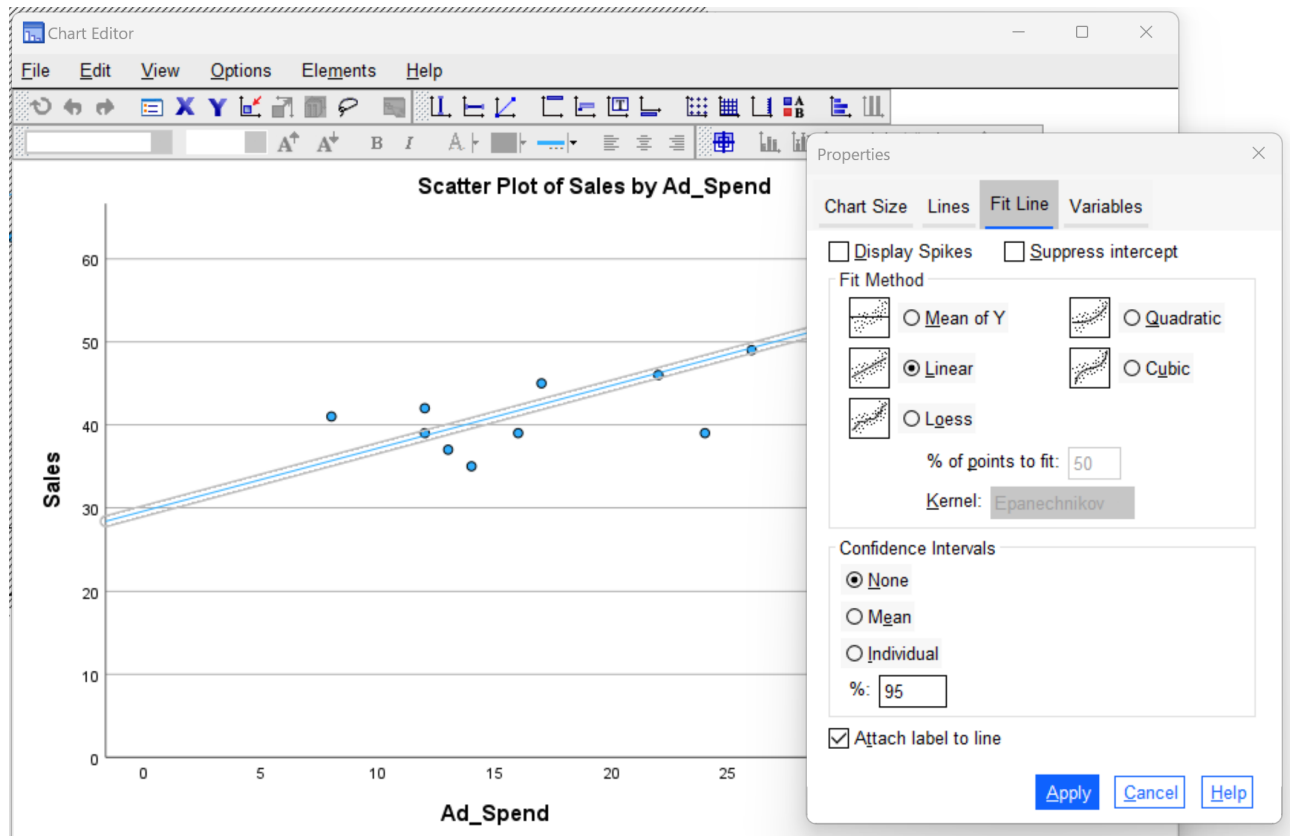 Chart Editor
File Edit View Options Elements Help
X Y T A B
A A B I A
Scatter Plot of Sales by Ad_Spend
60
50
40
30
20
10
0
Sales
0 5 10 15 20 25
Ad_Spend
Properties
Chart Size Lines Fit Line Variables
Display Spikes Suppress intercept
Fit Method
Mean of Y Quadratic
Linear Cubic
Loess
% of points to fit: 50
Kernel: Epanechnikov
Confidence Intervals
None
Mean
Individual
%: 95
Attach label to line
Apply Cancel Help